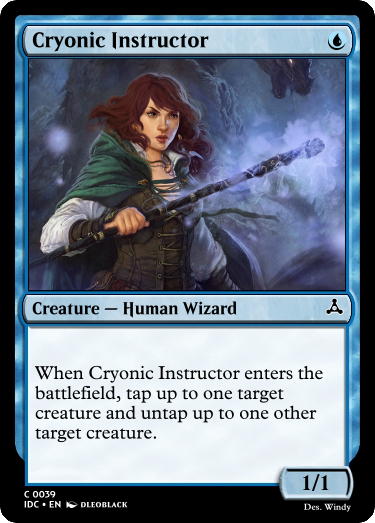 Cryonic Instructor
Creature — Human Wizard
When Cryonic Instructor enters the
battlefield, tap up to one target
creature and untap up to one other
target creature.
1/1
C 0039
IDC • EN DLEOBLACK
Des. Windy